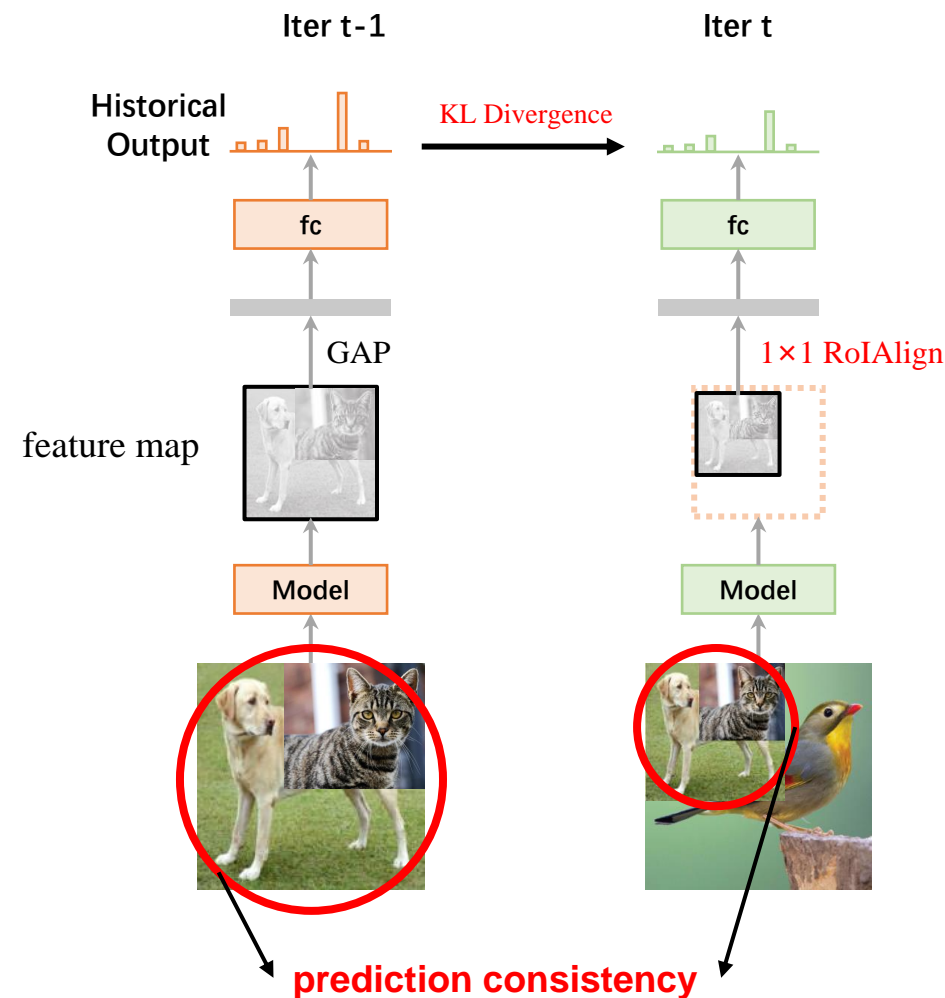 Iter t-1
Iter t
Historical
Output
KL Divergence
fc
fc
GAP
1×1 RoIAlign
feature map
Model
Model
prediction consistency